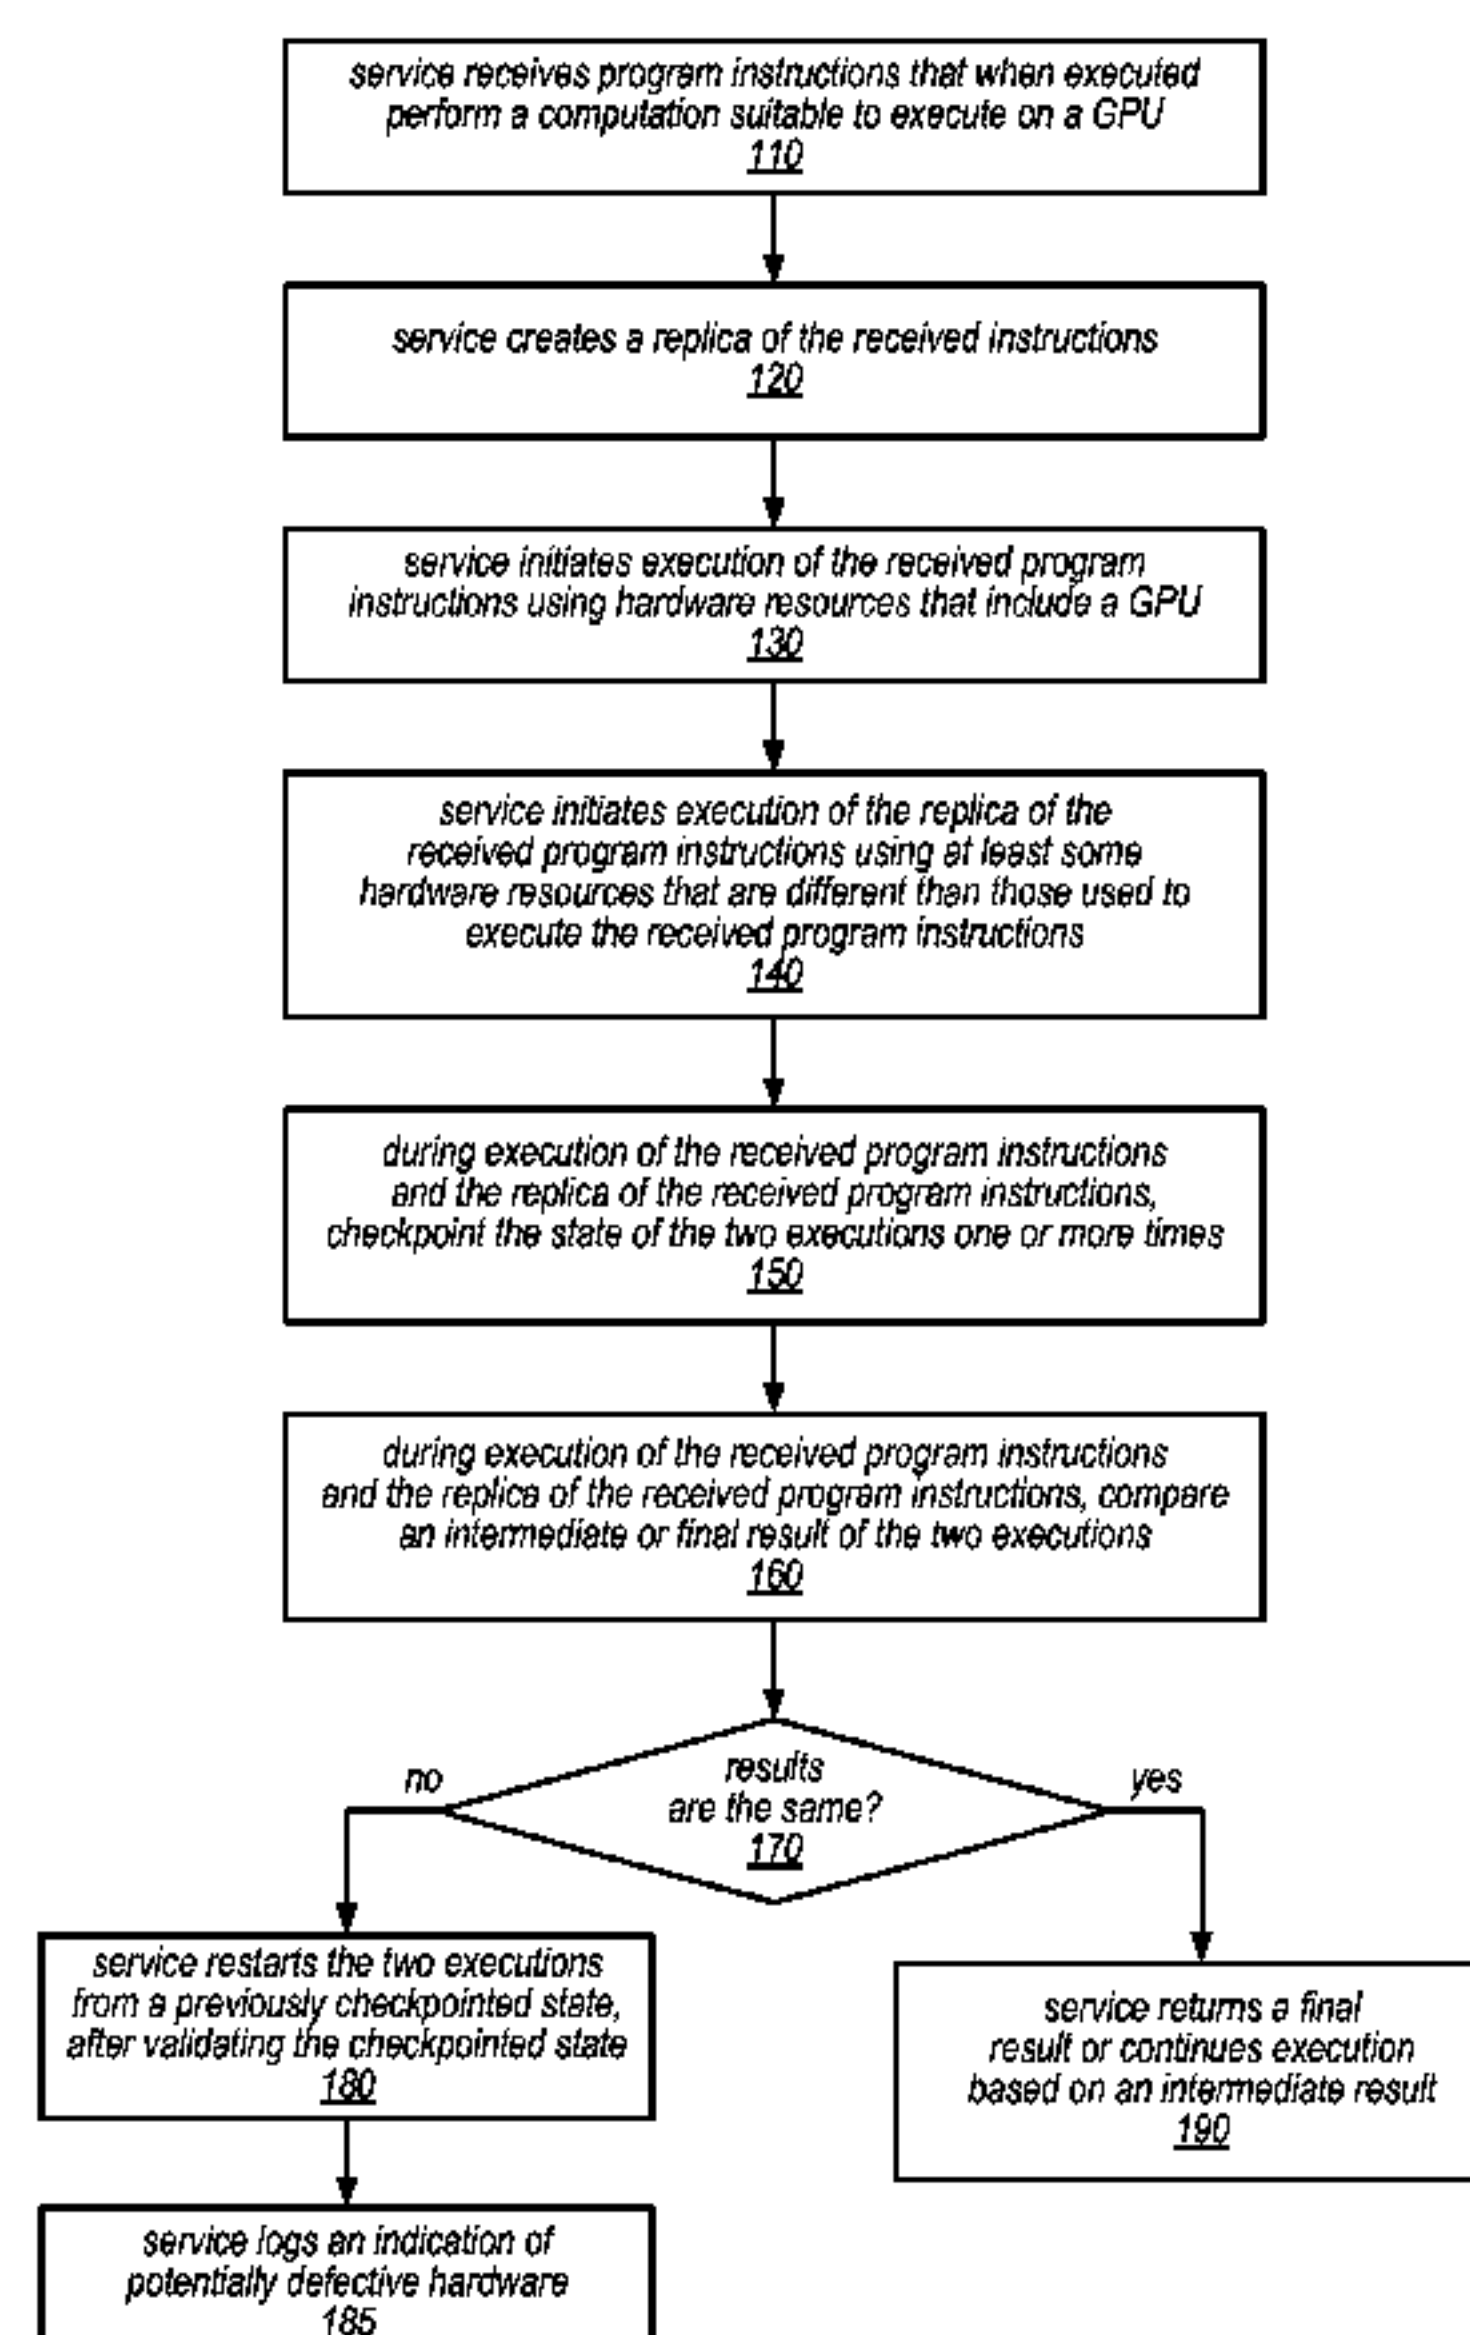 service receives program instructions that when executed
perform a computation suitable to execute on a GPU
110
service creates a replica of the received instructions
120
service initiates execution of the received program
instructions using hardware resources that include a GPU
130
service initiates execution of the replica of the
received program instructions using at least some
hardware resources that are different than those used to
execute the received program instructions
140
during execution of the received program instructions
and the replica of the received program instructions,
checkpoint the state of the two executions one or more times
150
during execution of the received program instructions
and the replica of the received program instructions, compare
an intermediate or final result of the two executions
160
results
are the same?
170
no
yes
service restarts the two executions
from a previously checkpointed state,
after validating the checkpointed state
180
service returns a final
result or continues execution
based on an intermediate result
190
service logs an indication of
potentially defective hardware
185